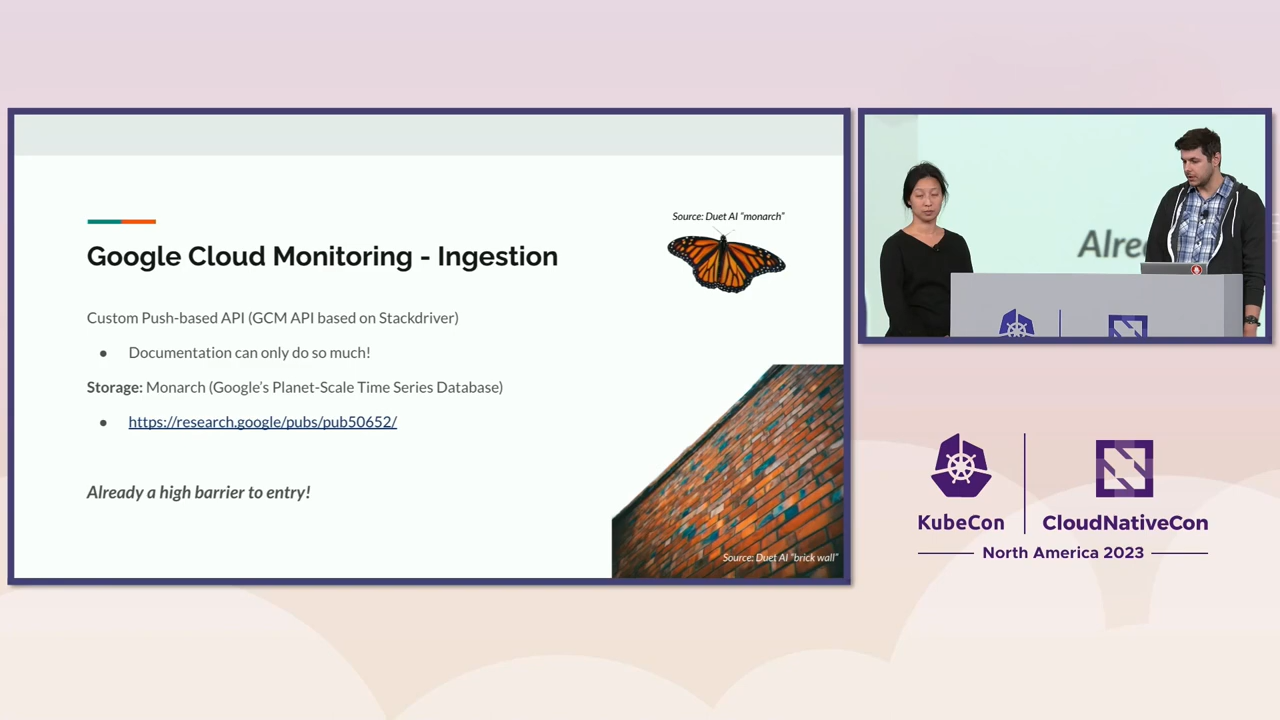 Source: Duet AI "monarch"
Google Cloud Monitoring - Ingestion
Custom Push-based API (GCM API based on Stackdriver)
● Documentation can only do so much!
Storage: Monarch (Google's Planet-Scale Time Series Database)
● https://research.google/pubs/pub50652/
Already a high barrier to entry!
Source: Duet AI "brick wall"
Alre
KubeCon
CloudNativeCon
North America 2023